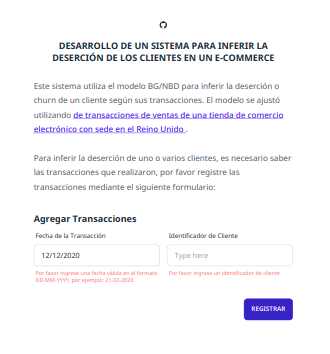 DESARROLLO DE UN SISTEMA PARA INFERIR LA
DESERCIÓN DE LOS CLIENTES EN UN E-COMMERCE
Este sistema utiliza el modelo BG/NBD para inferir la deserción o
churn de un cliente según sus transacciones. El modelo se ajustó
utilizando de transacciones de ventas de una tienda de comercio
electrónico con sede en el Reino Unido .
Para inferir la deserción de uno o varios clientes, es necesario saber
las transacciones que realizaron, por favor registre las
transacciones mediante el siguiente formulario:
Agregar Transacciones
Fecha de la Transacción
Identificador de Cliente
12/12/2020
Type here
Por favor ingrese una fecha válida en el formato
DD-MM-YYYY, por ejemplo: 21-02-2020
Por favor ingrese un identificador de cliente
REGISTRAR